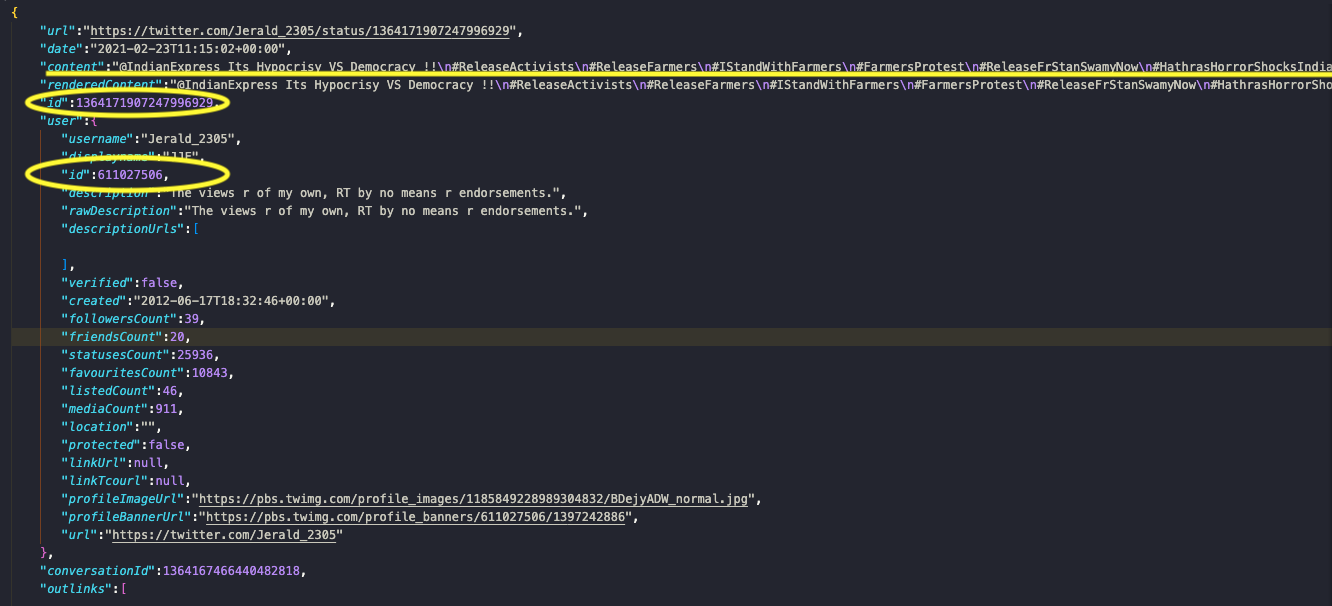 {
"url":"https://twitter.com/Jerald_2305/status/1364171907247996929",
"date":"2021-02-23T11:15:02+00:00",
"content":"@IndianExpress Its Hypocrisy VS Democracy !!\n#ReleaseActivists\n#ReleaseFarmers\n#IStandWithFarmers\n#FarmersProtest\n#ReleaseFrStanSwamyNow\n#HathrasHorrorShocksIndia
"renderedContent":"@IndianExpress Its Hypocrisy VS Democracy !!\n#ReleaseActivists\n#ReleaseFarmers\n#IStandWithFarmers\n#FarmersProtest\n#ReleaseFrStanSwamyNow\n#HathrasHorrorSho
"id":1364171907247996929,
"user":{
"username":"Jerald_2305",
"displayname":"JJF",
"id":611027506,
"description":"The views r of my own, RT by no means r endorsements.",
"rawDescription":"The views r of my own, RT by no means r endorsements.",
"descriptionUrls":[
],
"verified":false,
"created":"2012-06-17T18:32:46+00:00",
"followersCount":39,
"friendsCount":20,
"statusesCount":25936,
"favouritesCount":10843,
"listedCount":46,
"mediaCount":911,
"location":"",
"protected":false,
"linkUrl":null,
"linkTcourl":null,
"profileImageUrl":"https://pbs.twimg.com/profile_images/1185849228989304832/BDejyADW_normal.jpg",
"profileBannerUrl":"https://pbs.twimg.com/profile_banners/611027506/1397242886",
"url":"https://twitter.com/Jerald_2305"
},
"conversationId":1364167466440482818,
"outlinks":[